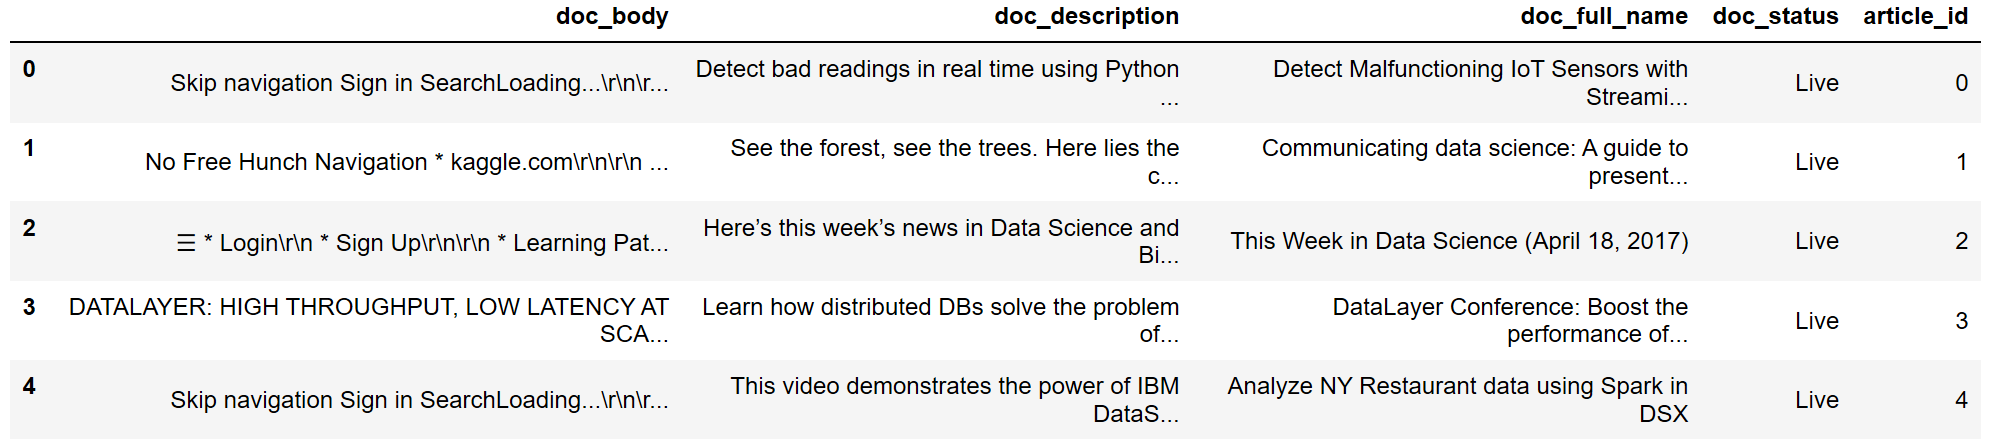 doc_body doc_description doc_full_name doc_status article_id
0 Skip navigation Sign in SearchLoading...\r\n\r... Detect bad readings in real time using Python ... Detect Malfunctioning IoT Sensors with Streami... Live 0
1 No Free Hunch Navigation * kaggle.com\r\n\r\n ... See the forest, see the trees. Here lies the c... Communicating data science: A guide to present... Live 1
2 ☰ * Login\r\n * Sign Up\r\n\r\n * Learning Pat... Here’s this week’s news in Data Science and Bi... This Week in Data Science (April 18, 2017) Live 2
3 DATALAYER: HIGH THROUGHPUT, LOW LATENCY AT SCA... Learn how distributed DBs solve the problem of... DataLayer Conference: Boost the performance of... Live 3
4 Skip navigation Sign in SearchLoading...\r\n\r... This video demonstrates the power of IBM DataS... Analyze NY Restaurant data using Spark in DSX Live 4